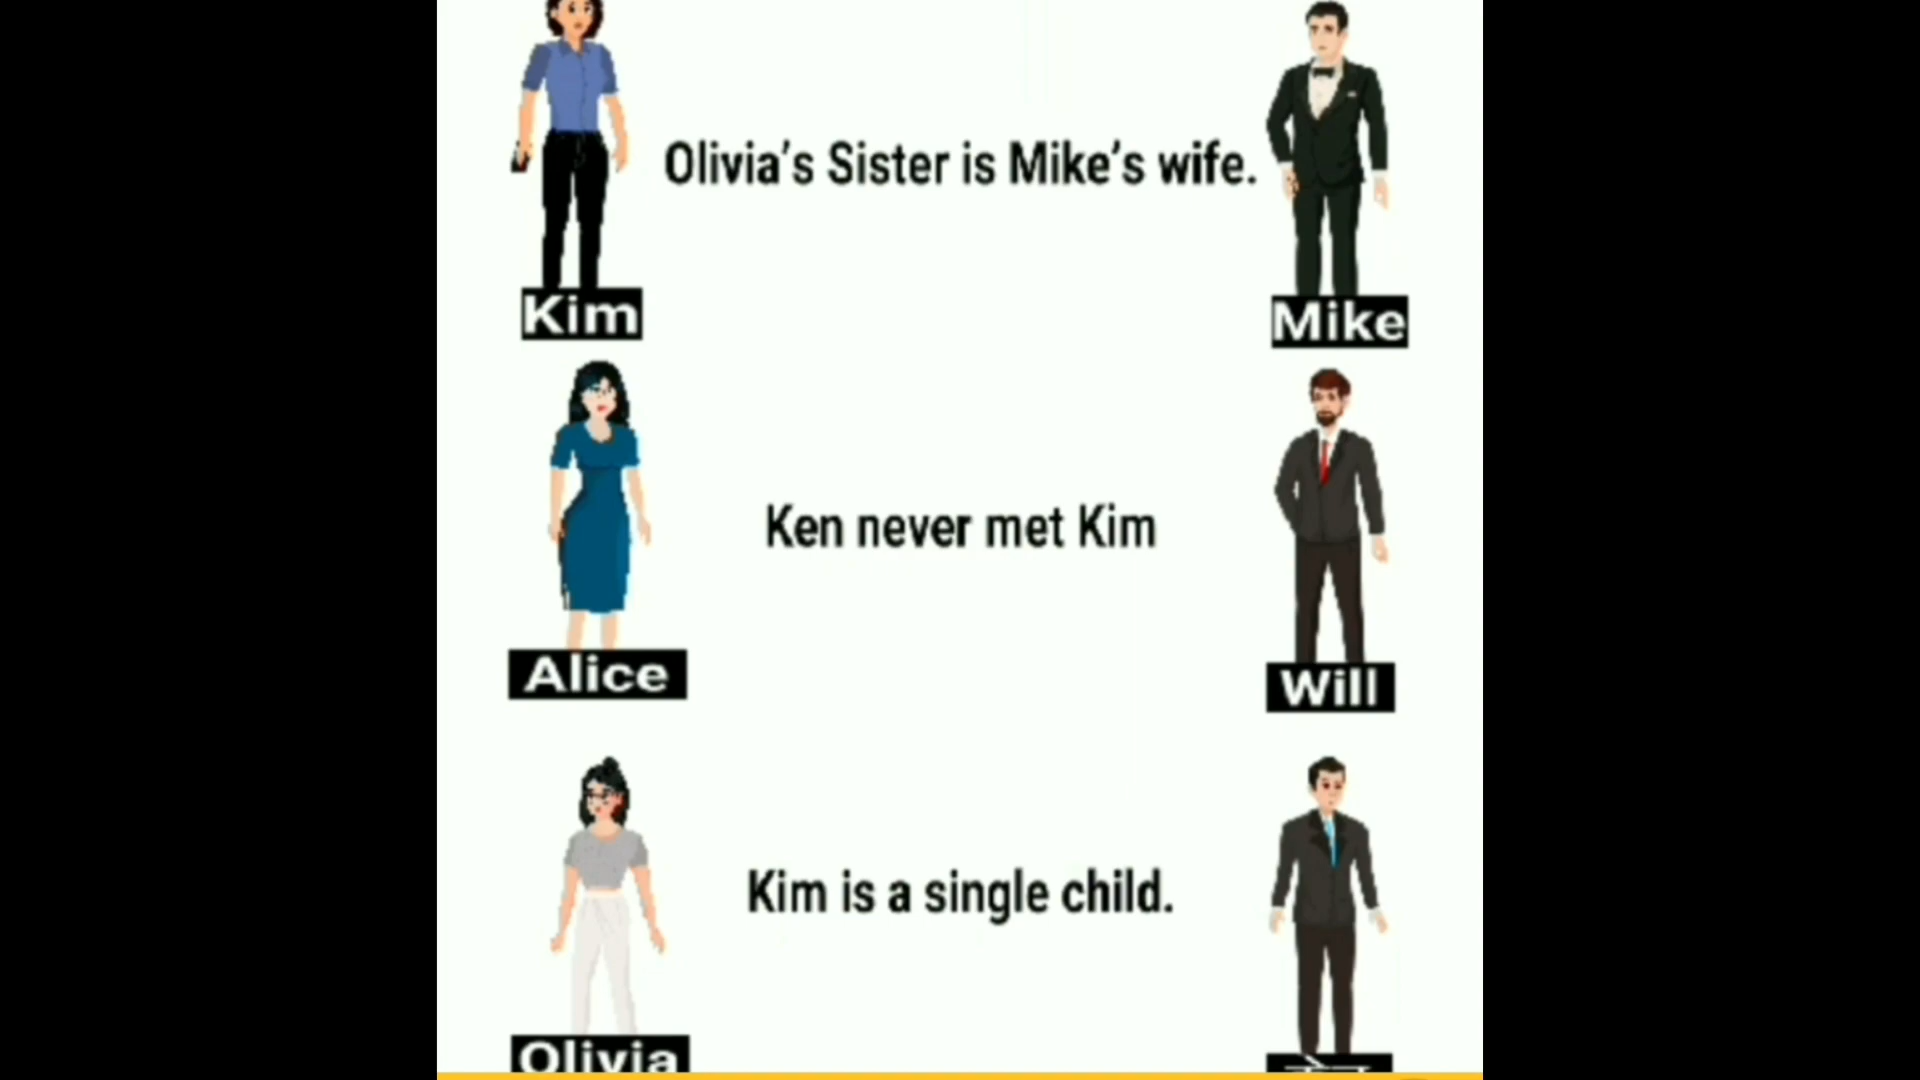 Olivia's Sister is Mike's wife.
Kim
Mike
Ken never met Kim
Alice
Will
Kim is a single child.
Olivia